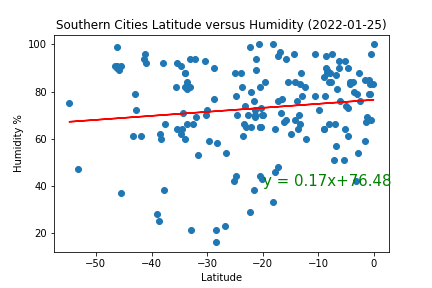 Southern Cities Latitude versus Humidity (2022-01-25)
100
80
60
40
20
Humidity %
y = 0.17x+76.48
−50
−40
−30
−20
−10
0
Latitude